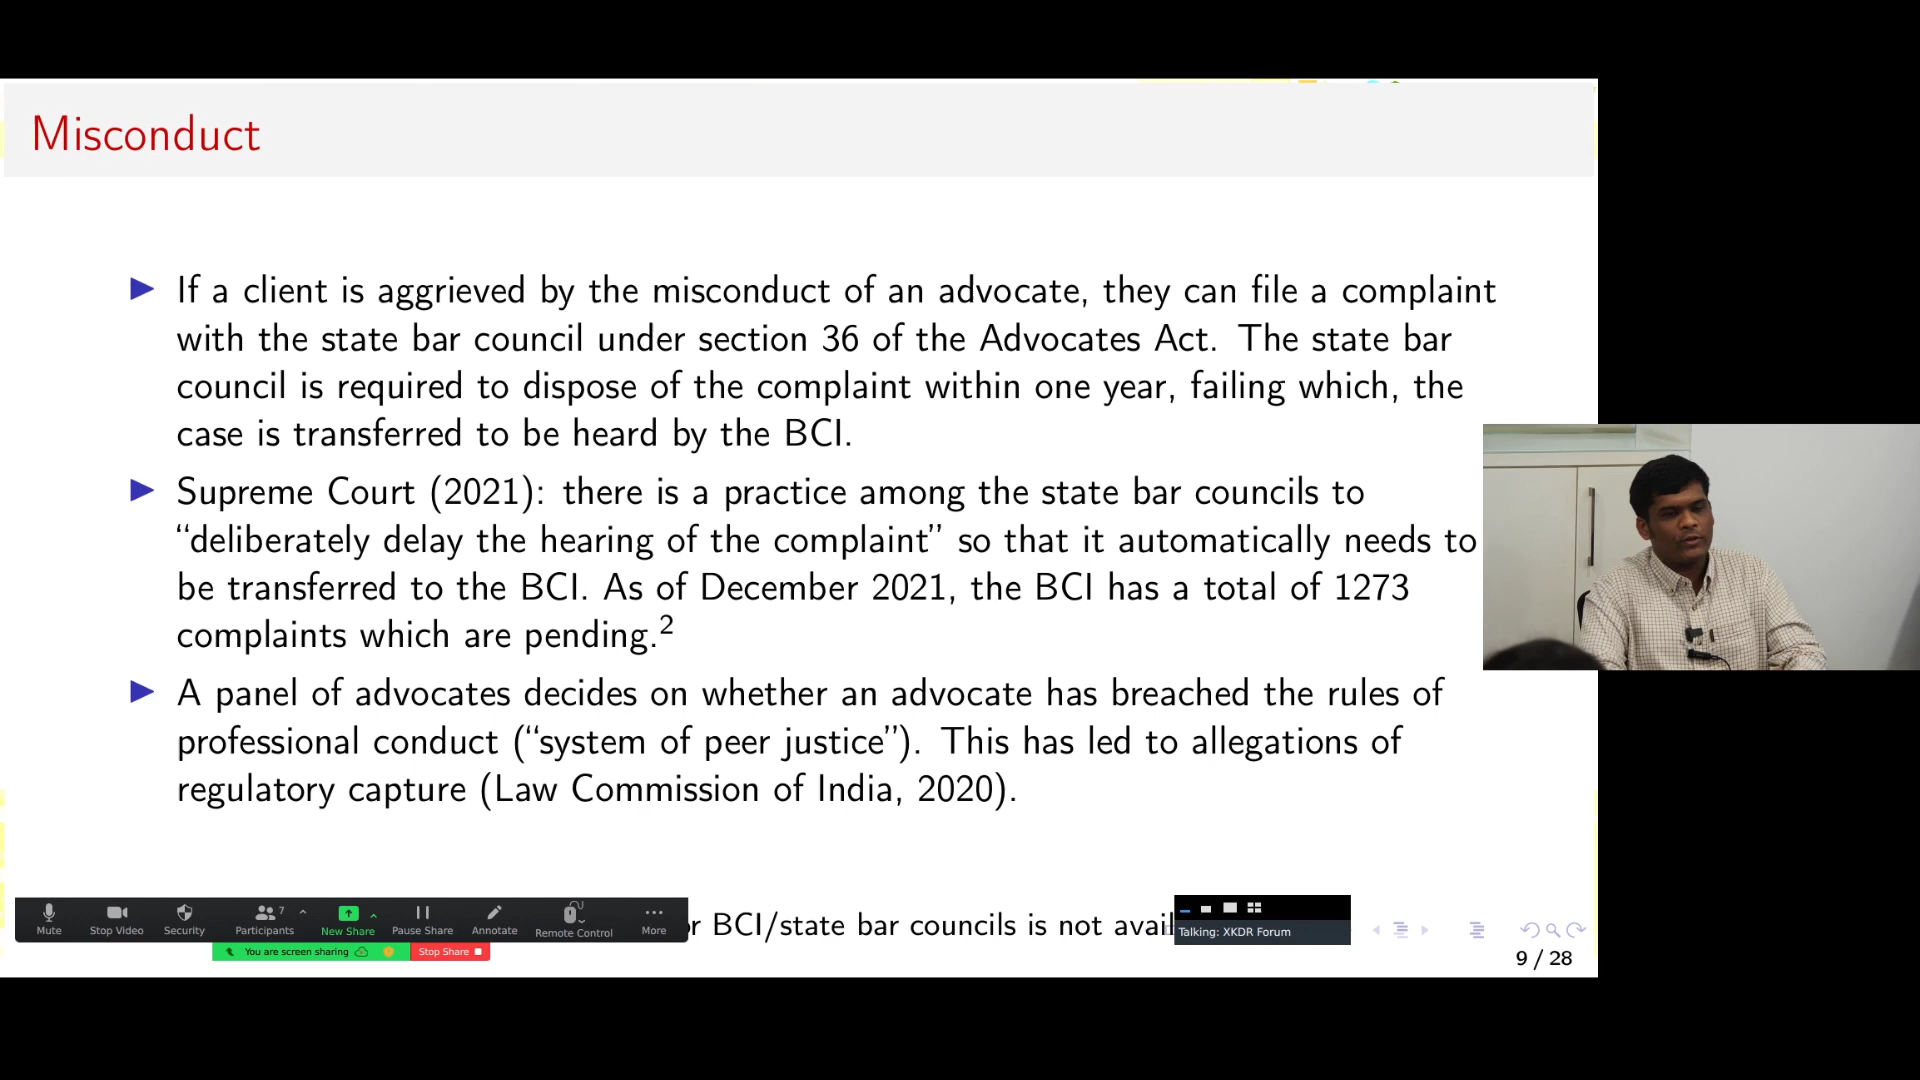 Misconduct
If a client is aggrieved by the misconduct of an advocate, they can file a complaint
with the state bar council under section 36 of the Advocates Act. The state bar
council is required to dispose of the complaint within one year, failing which, the
case is transferred to be heard by the BCI.
Supreme Court (2021): there is a practice among the state bar councils to
“deliberately delay the hearing of the complaint” so that it automatically needs to
be transferred to the BCI. As of December 2021, the BCI has a total of 1273
complaints which are pending.²
A panel of advocates decides on whether an advocate has breached the rules of
professional conduct (“system of peer justice”). This has led to allegations of
regulatory capture (Law Commission of India, 2020).
BCI/state bar councils is not
Mute Stop Video Security Participants 7 New Share Pause Share Annotate Remote Control More
Talking: XKDR Forum
You are screen sharing Stop Share
9 / 28